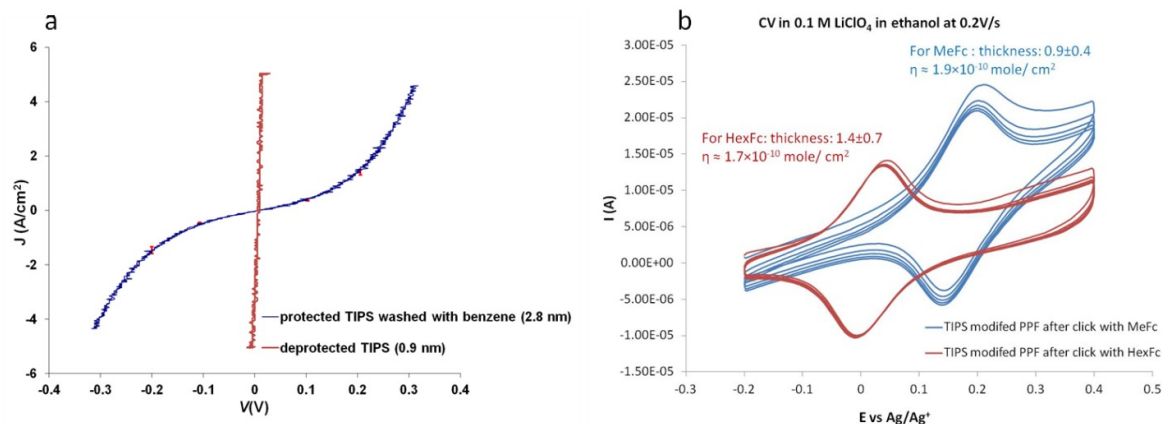 a
6
4
2
0
-2
-4
-6
J (A/cm²)
-0.4
-0.3
-0.2
-0.1
0
0.1
0.2
0.3
0.4
V(V)
protected TIPS washed with benzene (2.8 nm)
deprotected TIPS (0.9 nm)
b
CV in 0.1 M LiClO₄ in ethanol at 0.2V/s
3.00E-05
2.50E-05
2.00E-05
1.50E-05
1.00E-05
5.00E-06
0.00E+00
-5.00E-06
-1.00E-05
-1.50E-05
I (A)
For MeFc : thickness: 0.9±0.4
η ≈ 1.9×10⁻¹⁰ mole/ cm²
For HexFc: thickness: 1.4±0.7
η ≈ 1.7×10⁻¹⁰ mole/ cm²
TIPS modifed PPF after click with MeFc
TIPS modifed PPF after click with HexFc
-0.3
-0.2
-0.1
0
0.1
0.2
0.3
0.4
0.5
E vs Ag/Ag⁺